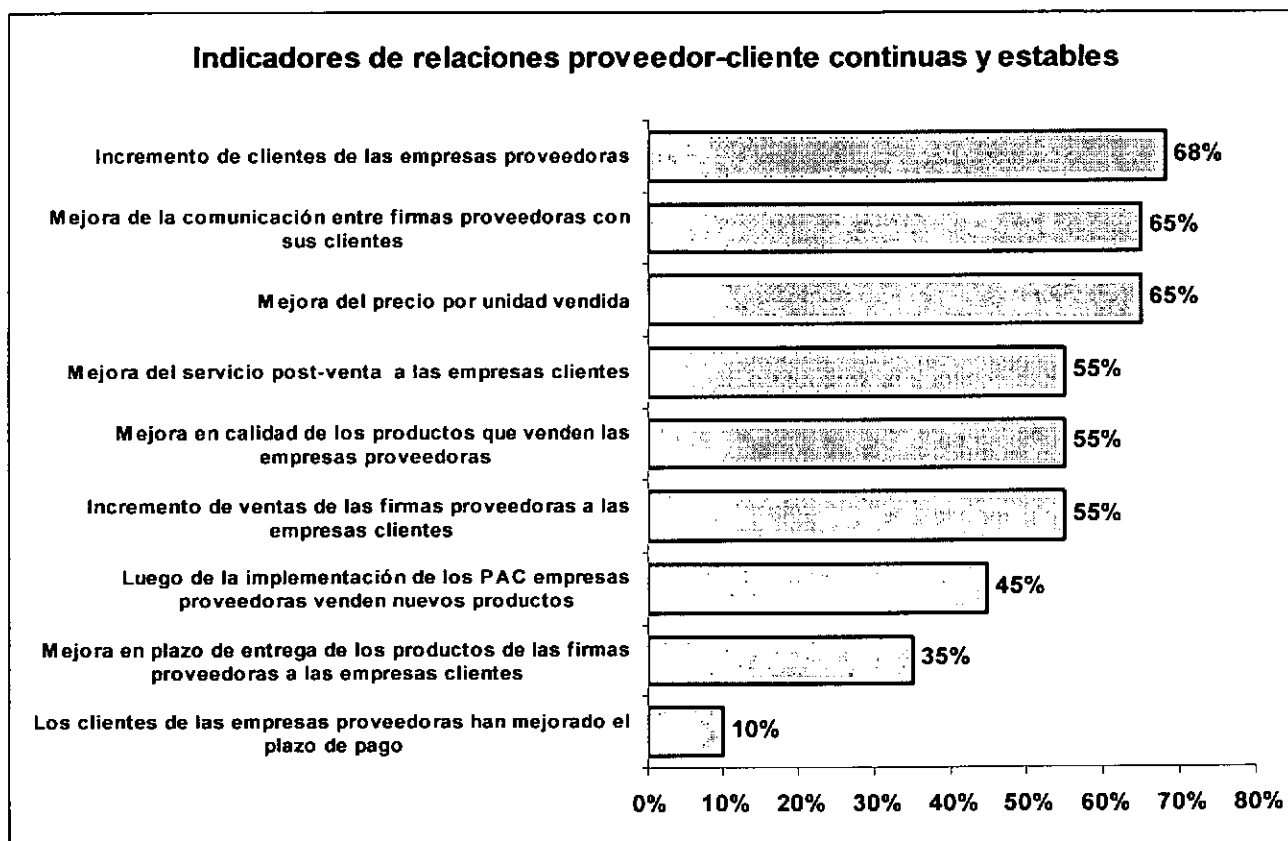 Indicadores de relaciones proveedor-cliente continuas y estables
Incremento de clientes de las empresas proveedoras
68%
Mejora de la comunicación entre firmas proveedoras con
sus clientes
65%
Mejora del precio por unidad vendida
65%
Mejora del servicio post-venta a las empresas clientes
55%
Mejora en calidad de los productos que venden las
empresas proveedoras
55%
Incremento de ventas de las firmas proveedoras a las
empresas clientes
55%
Luego de la implementación de los PAC empresas
proveedoras venden nuevos productos
45%
Mejora en plazo de entrega de los productos de las firmas
proveedoras a las empresas clientes
35%
Los clientes de las empresas proveedoras han mejorado el
plazo de pago
10%
0% 10% 20% 30% 40% 50% 60% 70% 80%